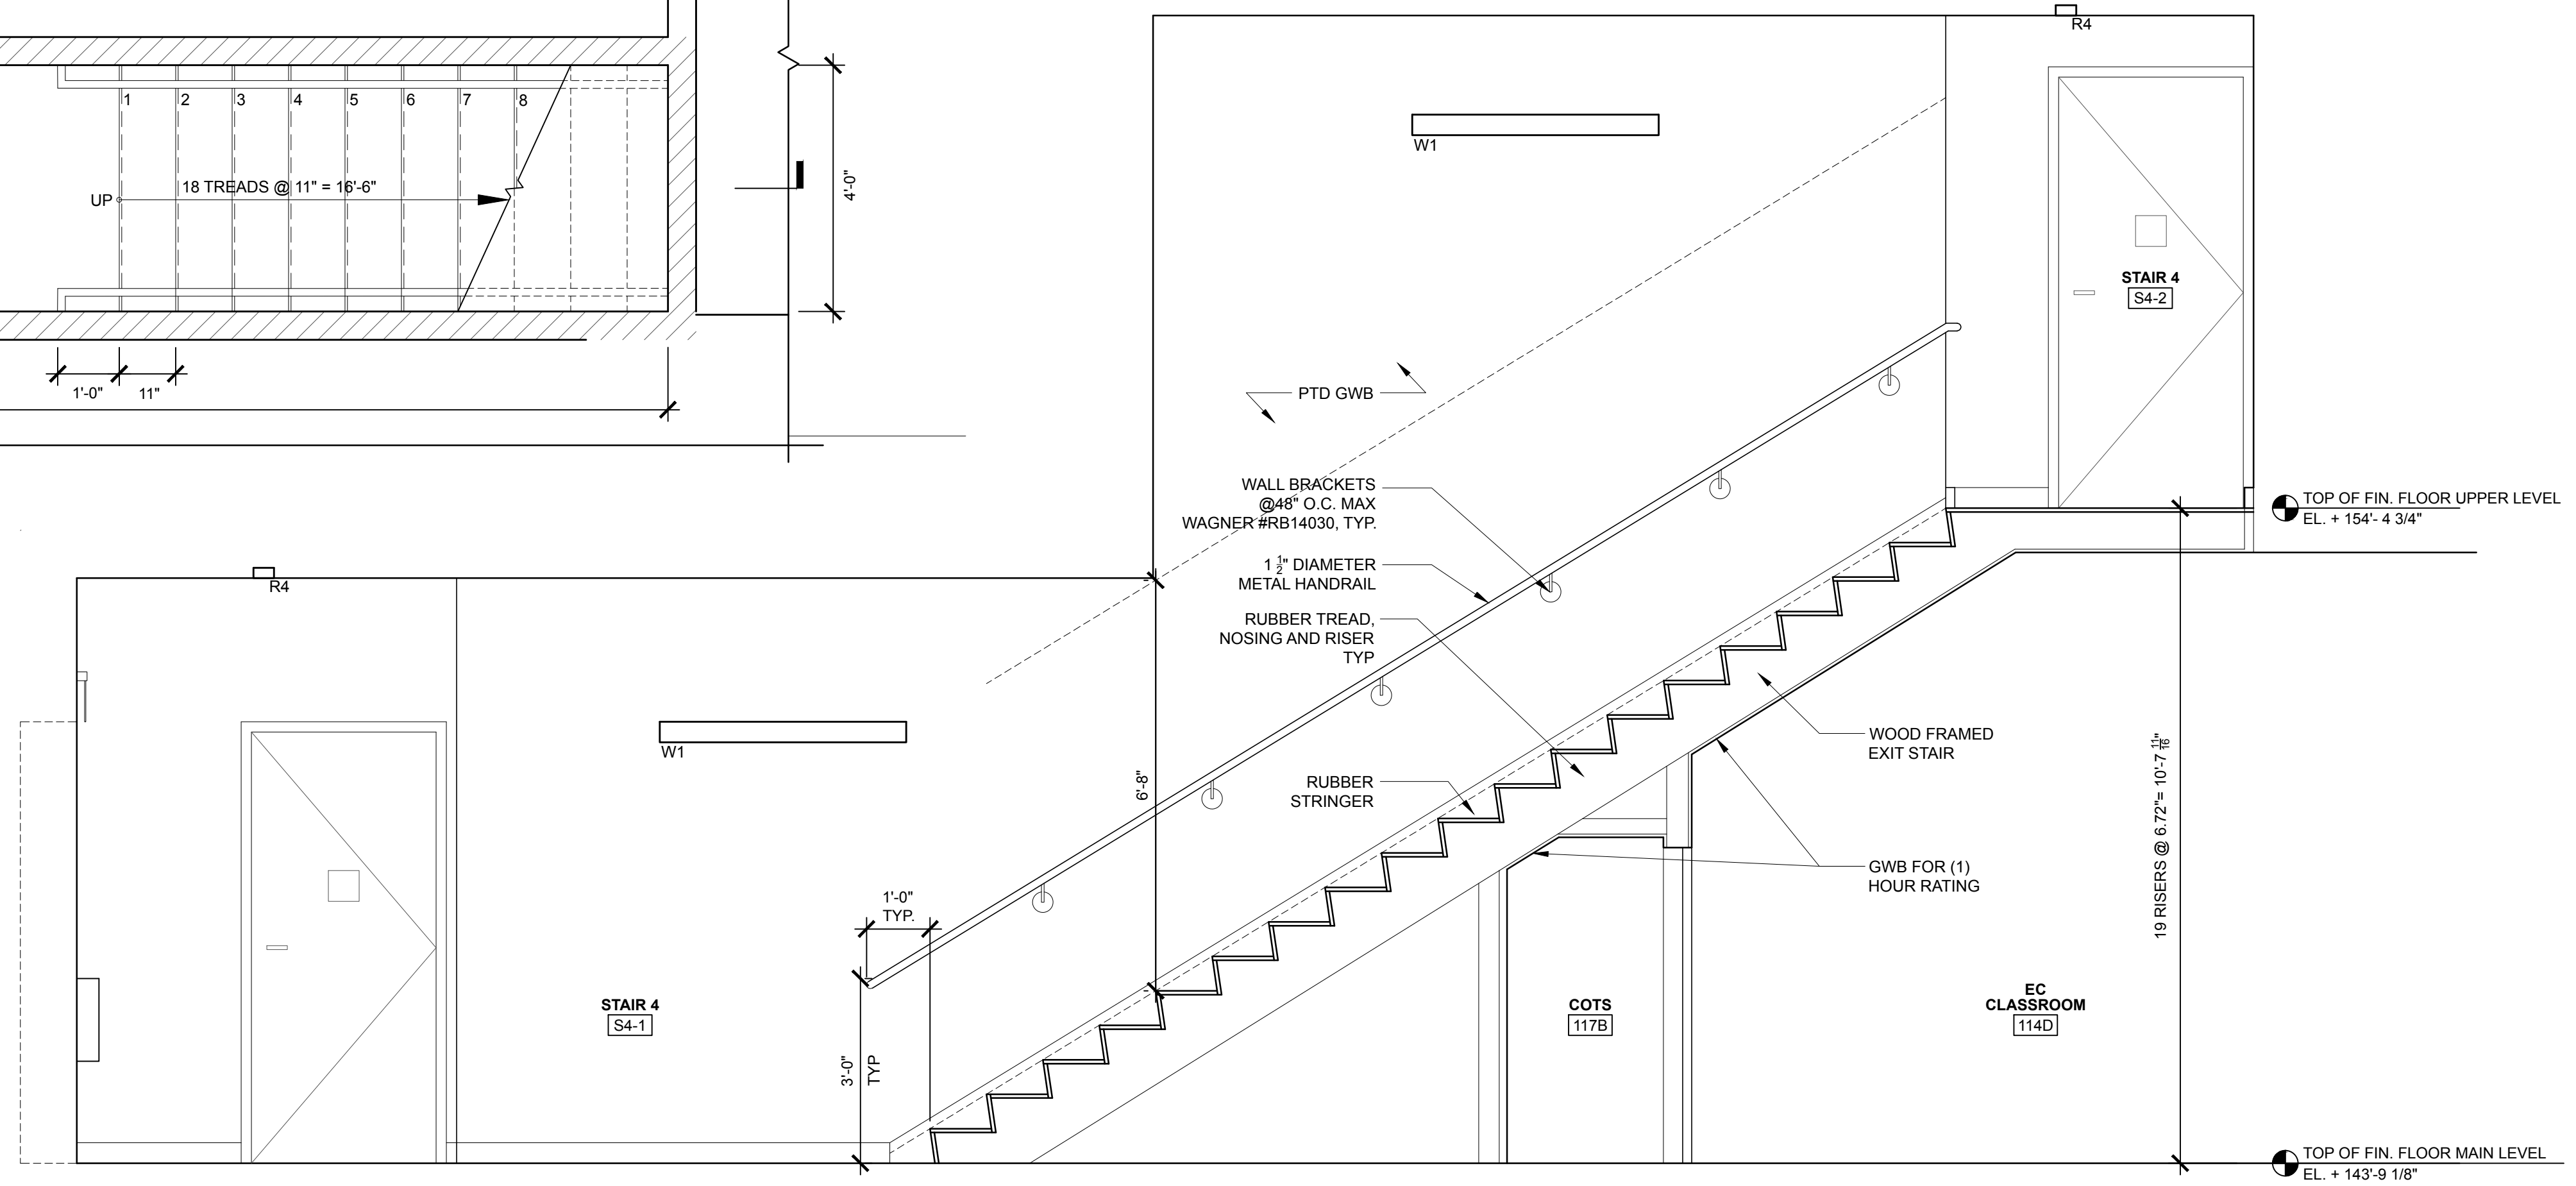 R4
1
2
3
4
5
6
7
8
18 TREADS @ 11" = 16'-6"
UP
4'-0"
1'-0"
11"
W1
STAIR 4
S4-2
PTD GWB
WALL BRACKETS
@48" O.C. MAX
WAGNER #RB14030, TYP.
1 1/2" DIAMETER
METAL HANDRAIL
RUBBER TREAD,
NOSING AND RISER
TYP
TOP OF FIN. FLOOR UPPER LEVEL
EL. + 154'- 4 3/4"
R4
W1
6'-8"
RUBBER
STRINGER
WOOD FRAMED
EXIT STAIR
GWB FOR (1)
HOUR RATING
19 RISERS @ 6.72"= 10'-7 11/16"
1'-0"
TYP.
3'-0"
TYP
STAIR 4
S4-1
COTS
117B
EC
CLASSROOM
114D
TOP OF FIN. FLOOR MAIN LEVEL
EL. + 143'-9 1/8"